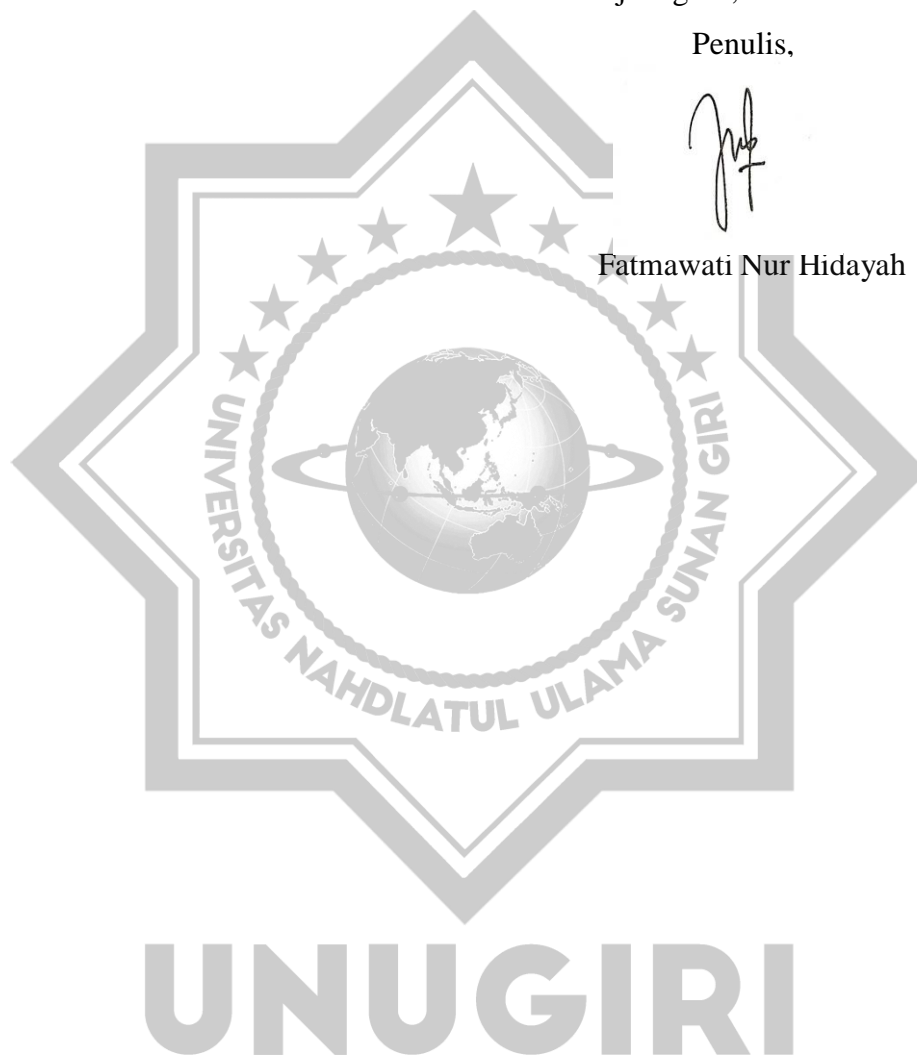 Penulis,
Fatmawati Nur Hidayah
UNIVERSITAS NAHDLATUL ULAMA SUNAN GIRI
UNUGIRI